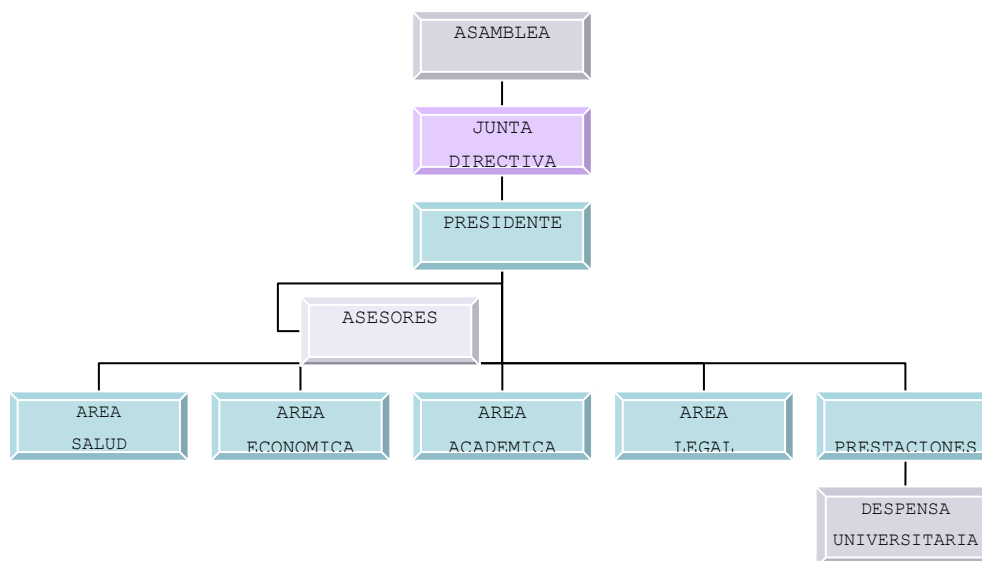 ASAMBLEA
JUNTA
DIRECTIVA
PRESIDENTE
ASESORES
AREA
SALUD
AREA
ECONOMICA
AREA
ACADEMICA
AREA
LEGAL
PRESTACIONES
DESPENSA
UNIVERSITARIA